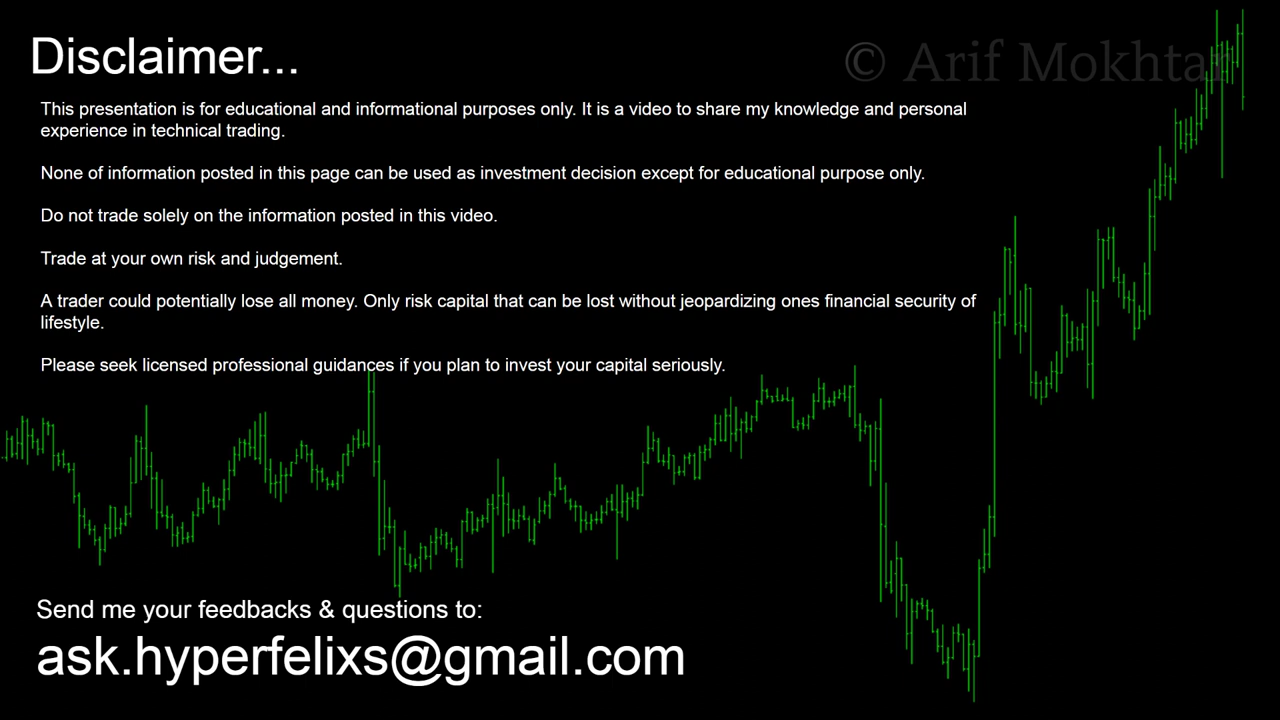 Disclaimer...
© Arif Mokhtar
This presentation is for educational and informational purposes only. It is a video to share my knowledge and personal
experience in technical trading.
None of information posted in this page can be used as investment decision except for educational purpose only.
Do not trade solely on the information posted in this video.
Trade at your own risk and judgement.
A trader could potentially lose all money. Only risk capital that can be lost without jeopardizing ones financial security of
lifestyle.
Please seek licensed professional guidances if you plan to invest your capital seriously.
Send me your feedbacks & questions to:
ask.hyperfelixs@gmail.com